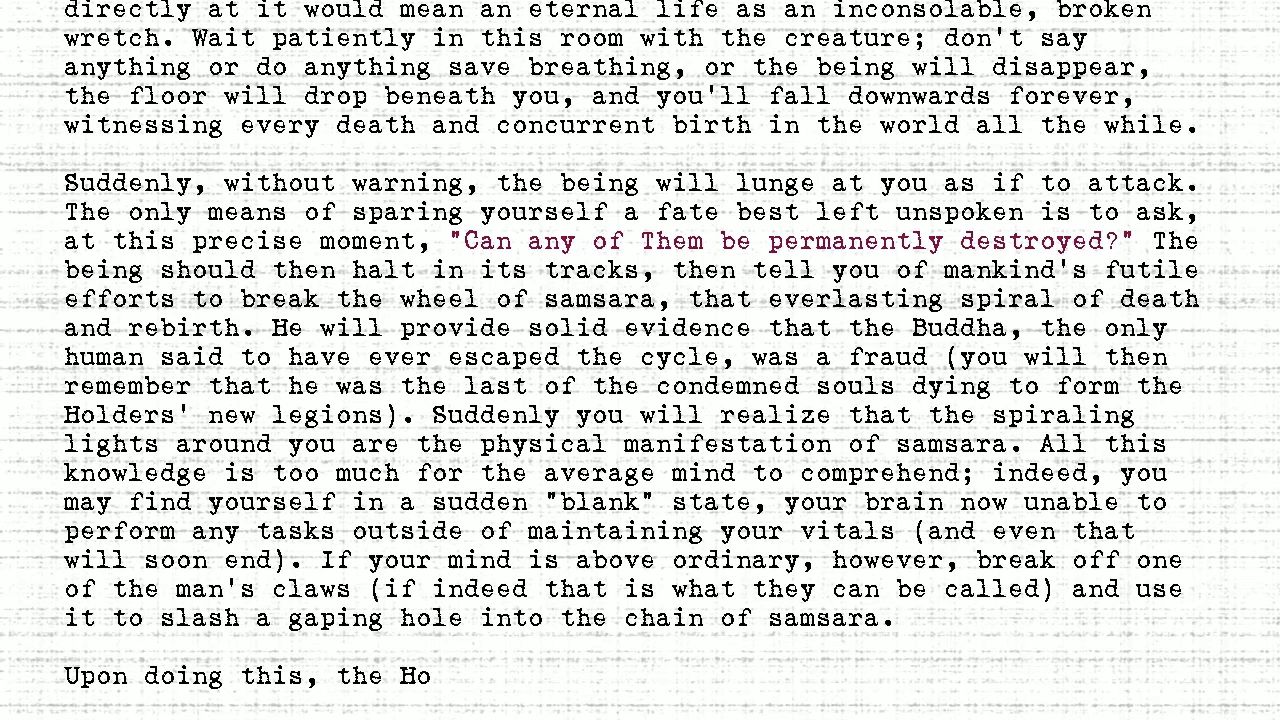 directly at it would mean an eternal life as an inconsolable, broken
wretch. Wait patiently in this room with the creature; don't say
anything or do anything save breathing, or the being will disappear,
the floor will drop beneath you, and you'll fall downwards forever,
witnessing every death and concurrent birth in the world all the while.
Suddenly, without warning, the being will lunge at you as if to attack.
The only means of sparing yourself a fate best left unspoken is to ask,
at this precise moment, "Can any of Them be permanently destroyed?" The
being should then halt in its tracks, then tell you of mankind's futile
efforts to break the wheel of samsara, that everlasting spiral of death
and rebirth. He will provide solid evidence that the Buddha, the only
human said to have ever escaped the cycle, was a fraud (you will then
remember that he was the last of the condemned souls dying to form the
Holders' new legions). Suddenly you will realize that the spiraling
lights around you are the physical manifestation of samsara. All this
knowledge is too much for the average mind to comprehend; indeed, you
may find yourself in a sudden "blank" state, your brain now unable to
perform any tasks outside of maintaining your vitals (and even that
will soon end). If your mind is above ordinary, however, break off one
of the man's claws (if indeed that is what they can be called) and use
it to slash a gaping hole into the chain of samsara.
Upon doing this, the Ho